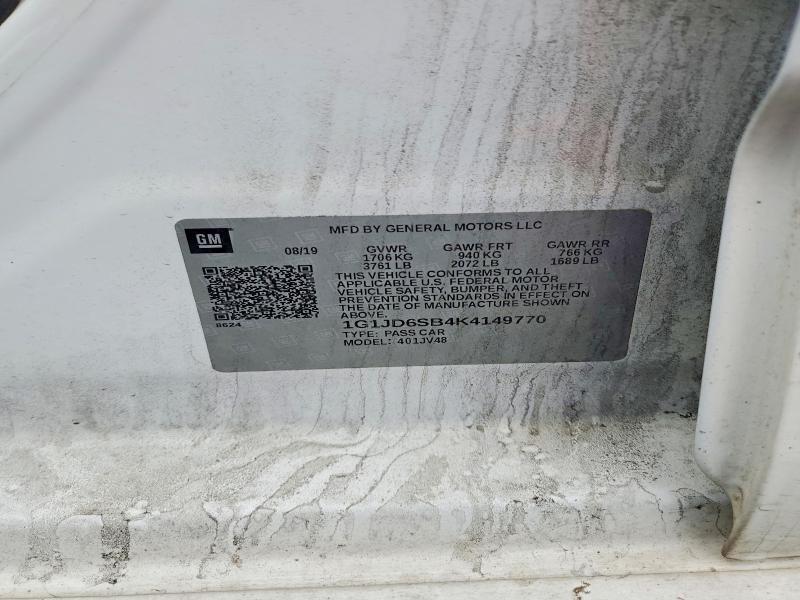 GM
MFD BY GENERAL MOTORS LLC
08/19 GVWR GAWR FRT GAWR RR
1706 KG 940 KG 766 KG
3761 LB 2072 LB 1689 LB
THIS VEHICLE CONFORMS TO ALL
APPLICABLE U.S. FEDERAL MOTOR
VEHICLE SAFETY, BUMPER, AND THEFT
PREVENTION STANDARDS IN EFFECT ON
THE DATE OF MANUFACTURE SHOWN
ABOVE.
8624
1G1JD6SB4K4149770
TYPE: PASS CAR
MODEL: 401JV48